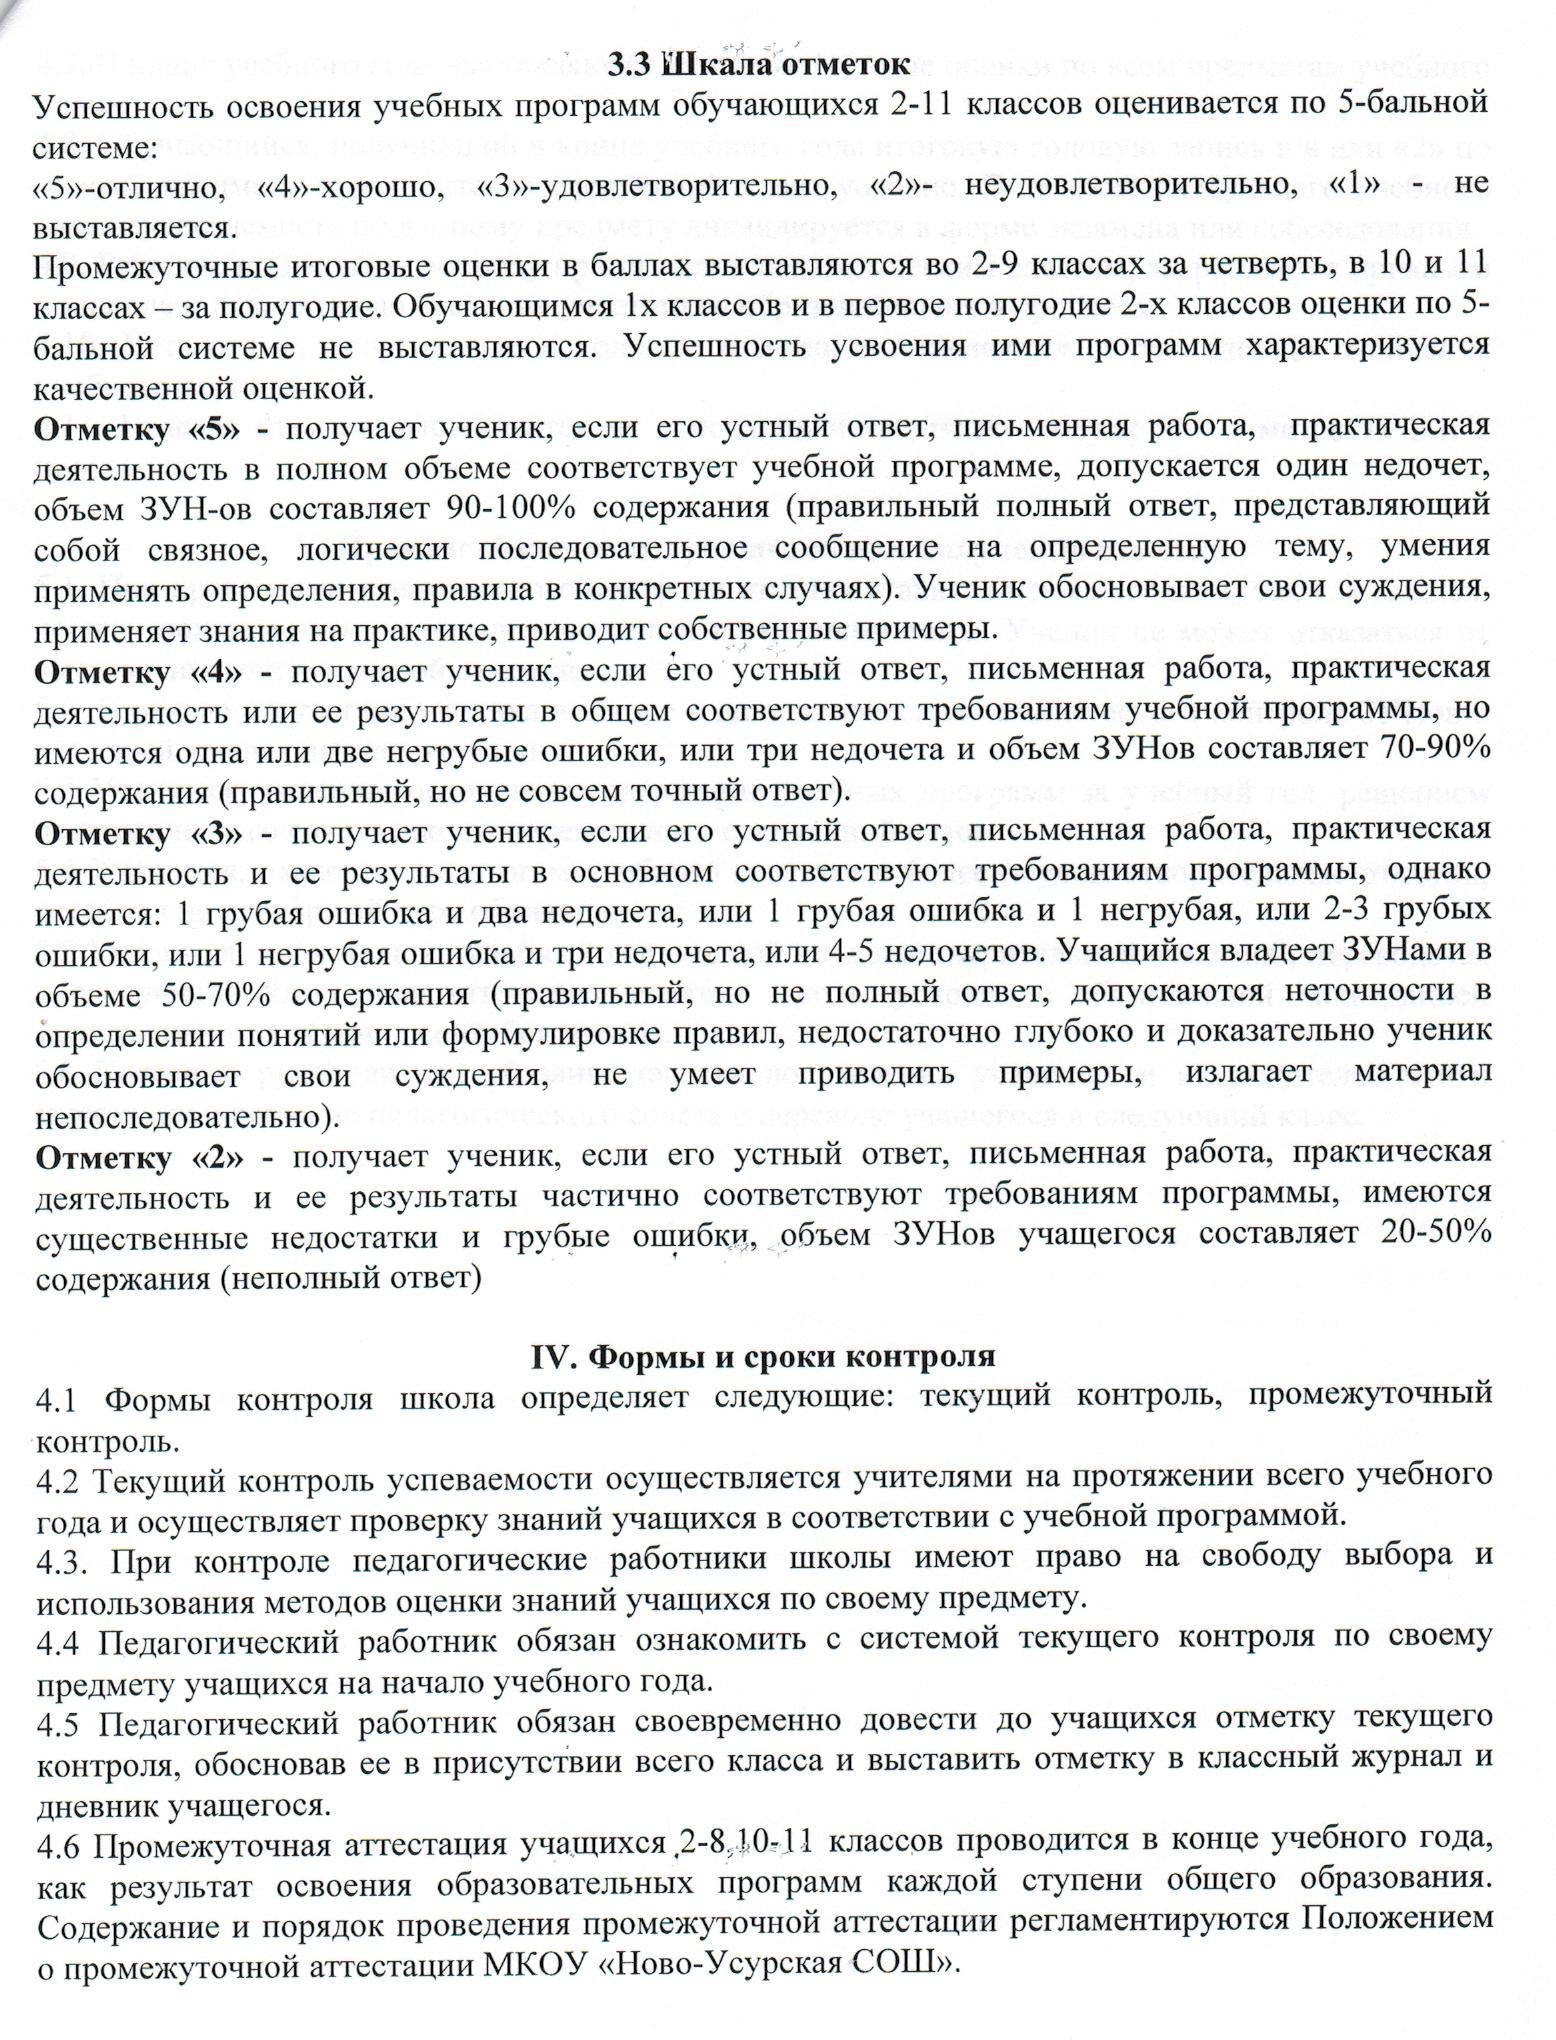 3.3 Шкала отметок
Успешность освоения учебных программ обучающихся 2-11 классов оценивается по 5-бальной
системе:
«5»-отлично, «4»-хорошо, «3»-удовлетворительно, «2»- неудовлетворительно, «1» - не
выставляется.
Промежуточные итоговые оценки в баллах выставляются во 2-9 классах за четверть, в 10 и 11
классах – за полугодие. Обучающимся 1х классов и в первое полугодие 2-х классов оценки по 5-
бальной системе не выставляются. Успешность усвоения ими программ характеризуется
качественной оценкой.
Отметку «5» - получает ученик, если его устный ответ, письменная работа, практическая
деятельность в полном объеме соответствует учебной программе, допускается один недочет,
объем ЗУН-ов составляет 90-100% содержания (правильный полный ответ, представляющий
собой связное, логически последовательное сообщение на определенную тему, умения
применять определения, правила в конкретных случаях). Ученик обосновывает свои суждения,
применяет знания на практике, приводит собственные примеры.
Отметку «4» - получает ученик, если его устный ответ, письменная работа, практическая
деятельность или ее результаты в общем соответствуют требованиям учебной программы, но
имеются одна или две негрубые ошибки, или три недочета и объем ЗУНов составляет 70-90%
содержания (правильный, но не совсем точный ответ).
Отметку «3» - получает ученик, если его устный ответ, письменная работа, практическая
деятельность и ее результаты в основном соответствуют требованиям программы, однако
имеется: 1 грубая ошибка и два недочета, или 1 грубая ошибка и 1 негрубая, или 2-3 грубых
ошибки, или 1 негрубая ошибка и три недочета, или 4-5 недочетов. Учащийся владеет ЗУНами в
объеме 50-70% содержания (правильный, но не полный ответ, допускаются неточности в
определении понятий или формулировке правил, недостаточно глубоко и доказательно ученик
обосновывает свои суждения, не умеет приводить примеры, излагает материал
непоследовательно).
Отметку «2» - получает ученик, если его устный ответ, письменная работа, практическая
деятельность и ее результаты частично соответствуют требованиям программы, имеются
существенные недостатки и грубые ошибки, объем ЗУНов учащегося составляет 20-50%
содержания (неполный ответ)
IV. Формы и сроки контроля
4.1 Формы контроля школа определяет следующие: текущий контроль, промежуточный
контроль.
4.2 Текущий контроль успеваемости осуществляется учителями на протяжении всего учебного
года и осуществляет проверку знаний учащихся в соответствии с учебной программой.
4.3. При контроле педагогические работники школы имеют право на свободу выбора и
использования методов оценки знаний учащихся по своему предмету.
4.4 Педагогический работник обязан ознакомить с системой текущего контроля по своему
предмету учащихся на начало учебного года.
4.5 Педагогический работник обязан своевременно довести до учащихся отметку текущего
контроля, обосновав ее в присутствии всего класса и выставить отметку в классный журнал и
дневник учащегося.
4.6 Промежуточная аттестация учащихся 2-8,10-11 классов проводится в конце учебного года,
как результат освоения образовательных программ каждой ступени общего образования.
Содержание и порядок проведения промежуточной аттестации регламентируются Положением
о промежуточной аттестации МКОУ «Ново-Усурская СОШ».